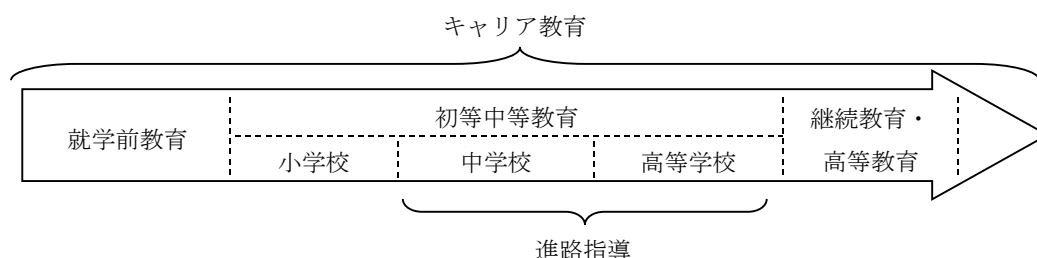 キャリア教育
就学前教育
初等中等教育
小学校
中学校
高等学校
継続教育・
高等教育
進路指導